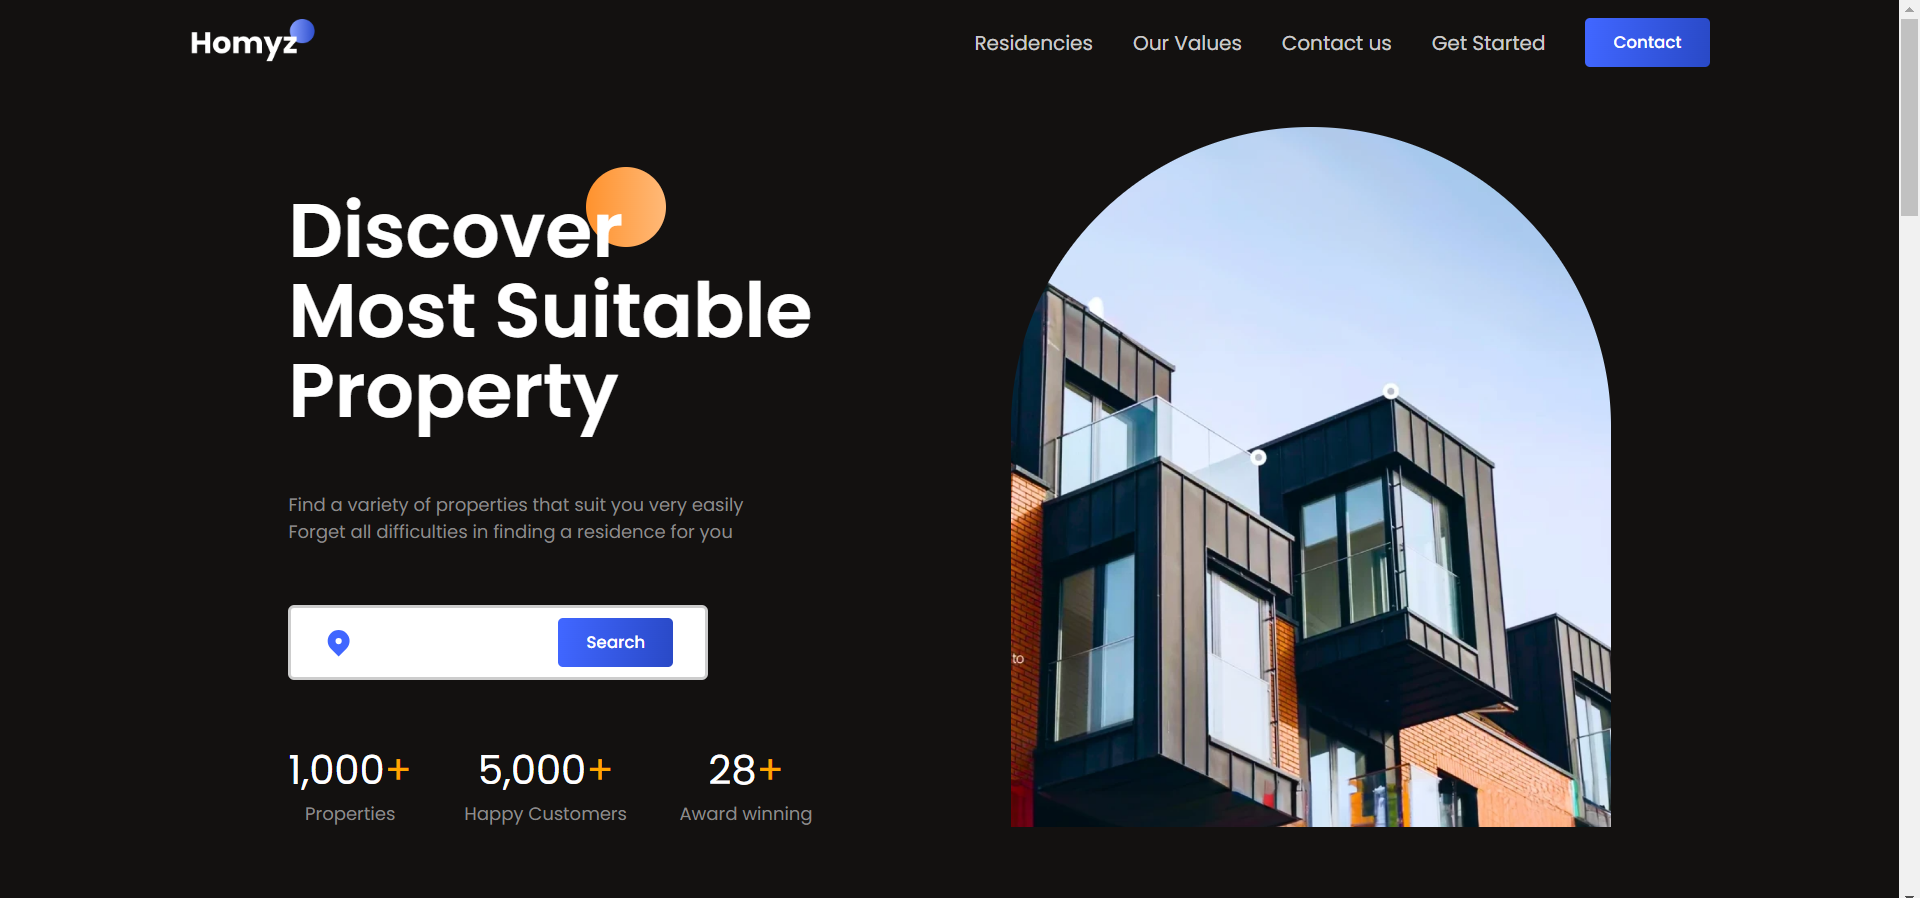 Homyz
Residencies
Our Values
Contact us
Get Started
Contact
Discover
Most Suitable
Property
Find a variety of properties that suit you very easily
Forget all difficulties in finding a residence for you
Search
to
1,000+
5,000+
28+
Properties
Happy Customers
Award winning